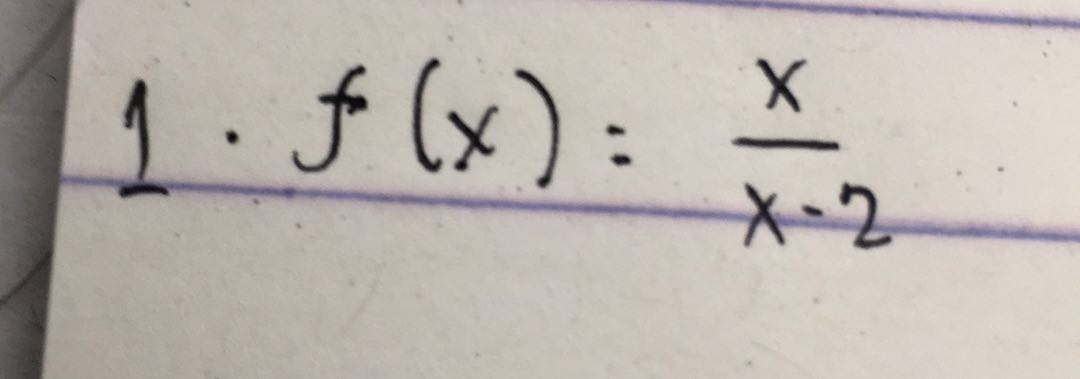 1. f(x) = x/(x-2)